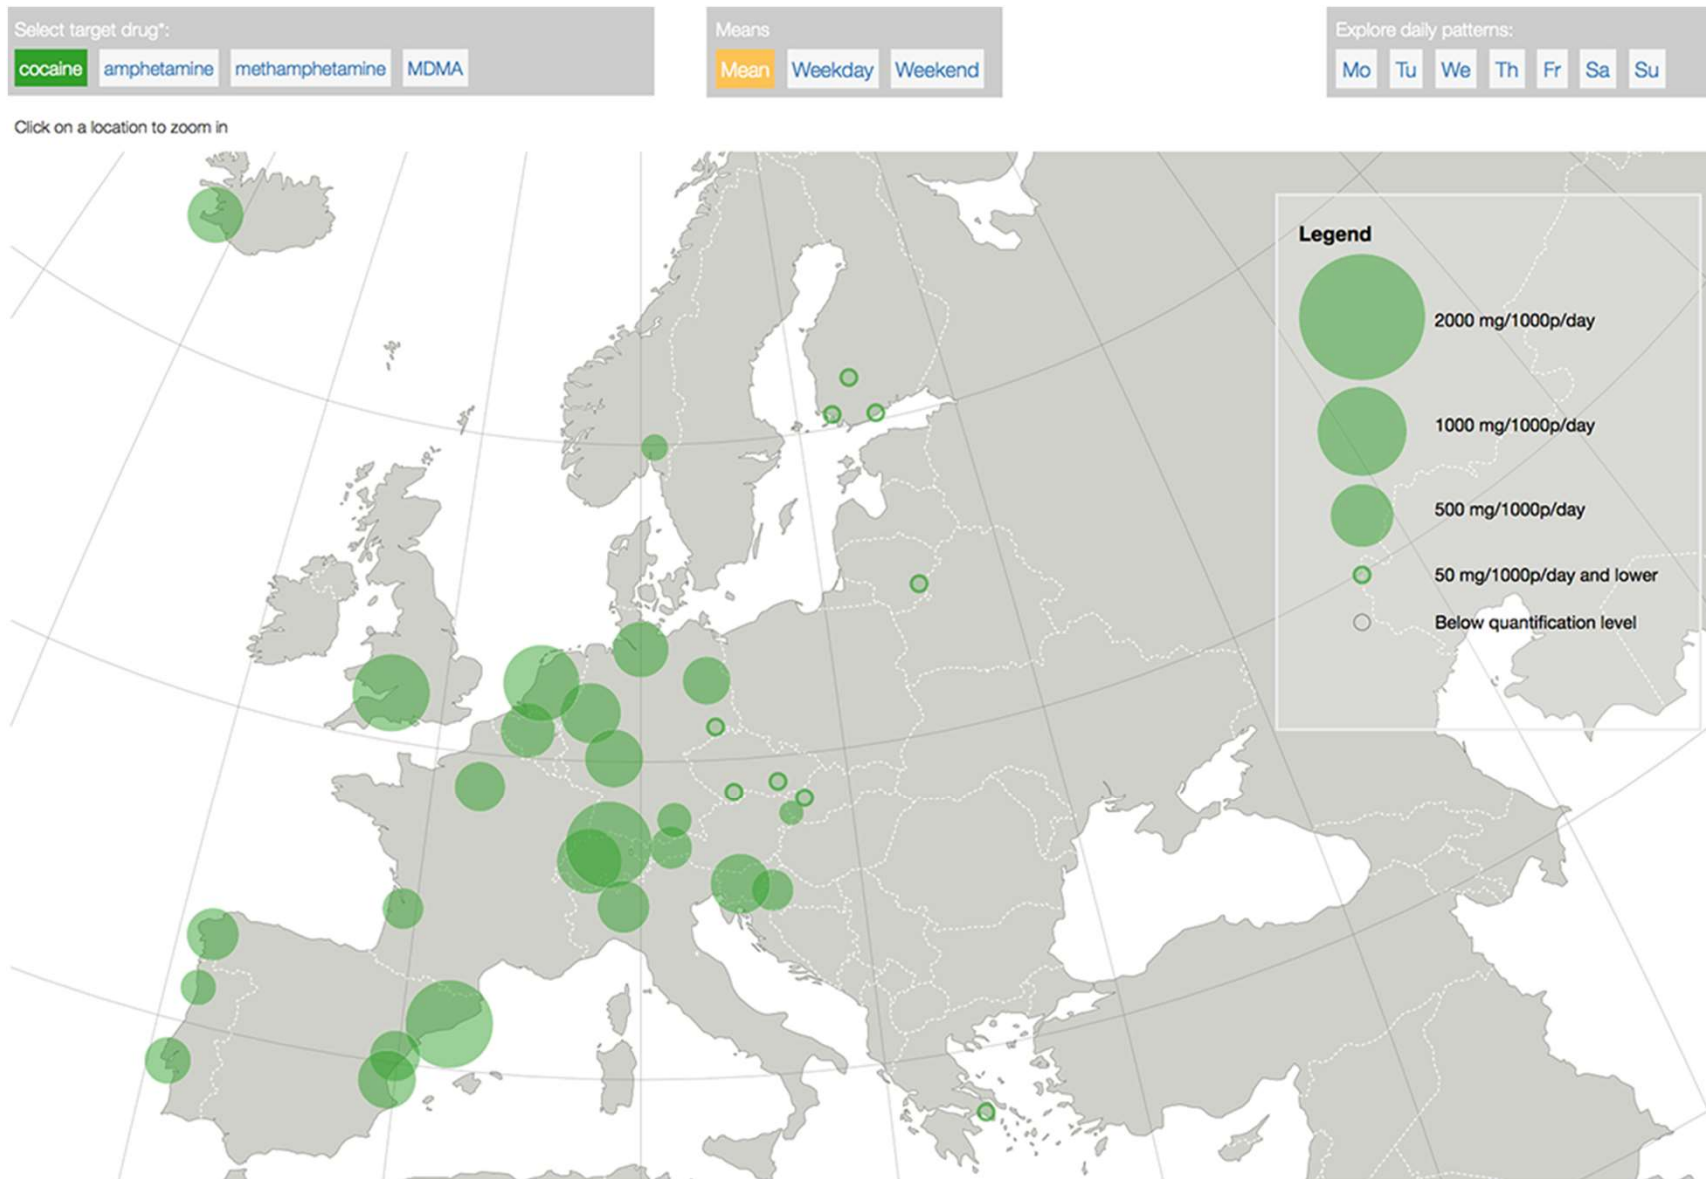 Select target drug*:
cocaine amphetamine methamphetamine MDMA
Means
Mean Weekday Weekend
Explore daily patterns:
Mo Tu We Th Fr Sa Su
Click on a location to zoom in
Legend
2000 mg/1000p/day
1000 mg/1000p/day
500 mg/1000p/day
50 mg/1000p/day and lower
Below quantification level